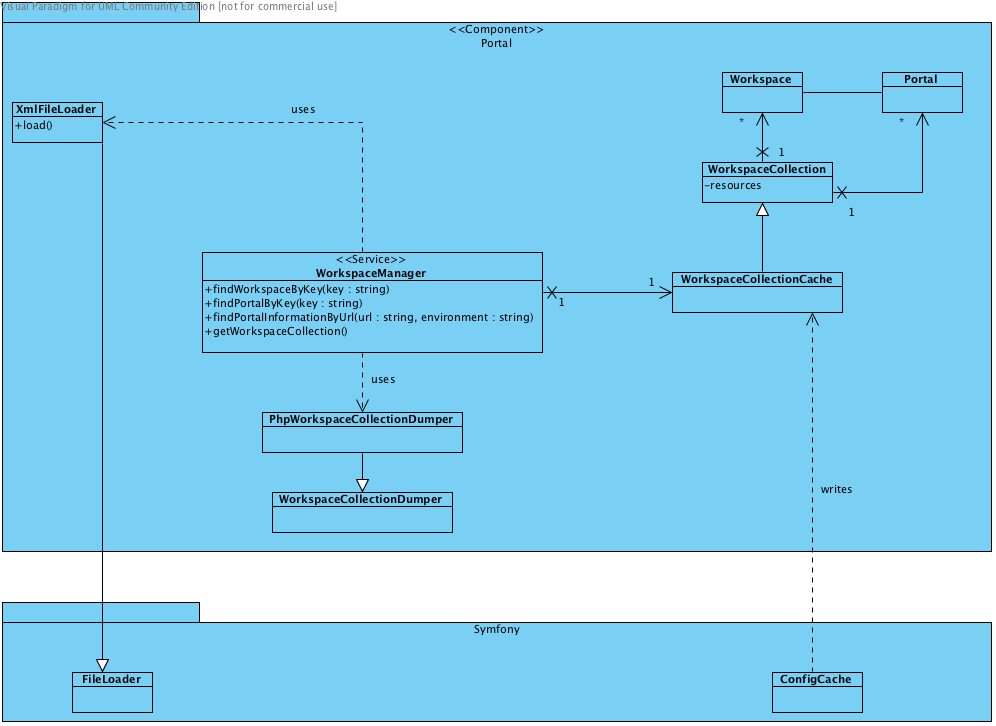 Visual Paradigm for UML Community Edition [not for commercial use]
<<Component>>
Portal
Workspace
Portal
XmlFileLoader
+load()
uses
*
*
1
WorkspaceCollection
-resources
1
<<Service>>
WorkspaceManager
+findWorkspaceByKey(key : string)
+findPortalByKey(key : string)
+findPortalInformationByUrl(url : string, environment : string)
+getWorkspaceCollection()
1
1
WorkspaceCollectionCache
uses
PhpWorkspaceCollectionDumper
WorkspaceCollectionDumper
writes
Symfony
FileLoader
ConfigCache